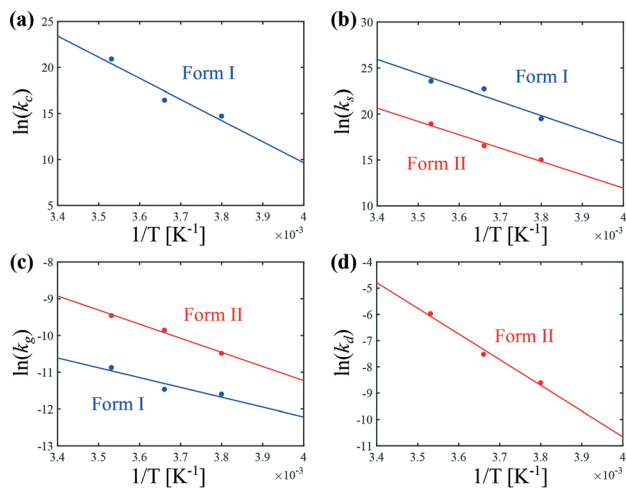 (a)
25
20
15
10
5
ln(k_c)
Form I
3.4 3.5 3.6 3.7 3.8 3.9 4
×10⁻³
1/T [K⁻¹]
(b)
30
25
20
15
10
ln(k_s)
Form I
Form II
3.4 3.5 3.6 3.7 3.8 3.9 4
×10⁻³
1/T [K⁻¹]
(c)
-8
-9
-10
-11
-12
-13
ln(k_g)
Form II
Form I
3.4 3.5 3.6 3.7 3.8 3.9 4
×10⁻³
1/T [K⁻¹]
(d)
-4
-5
-6
-7
-8
-9
-10
-11
ln(k_d)
Form II
3.4 3.5 3.6 3.7 3.8 3.9 4
×10⁻³
1/T [K⁻¹]